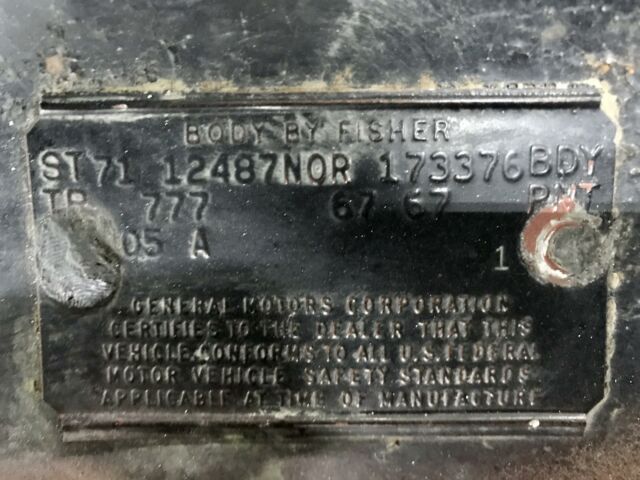 BODY BY FISHER
ST71 12487NOR 173376BDY
TR 777 67 67 PNT
05 A 1
GENERAL MOTORS CORPORATION
CERTIFIES TO THE DEALER THAT THIS
VEHICLE CONFORMS TO ALL U.S. FEDERAL
MOTOR VEHICLE SAFETY STANDARDS
APPLICABLE AT TIME OF MANUFACTURE